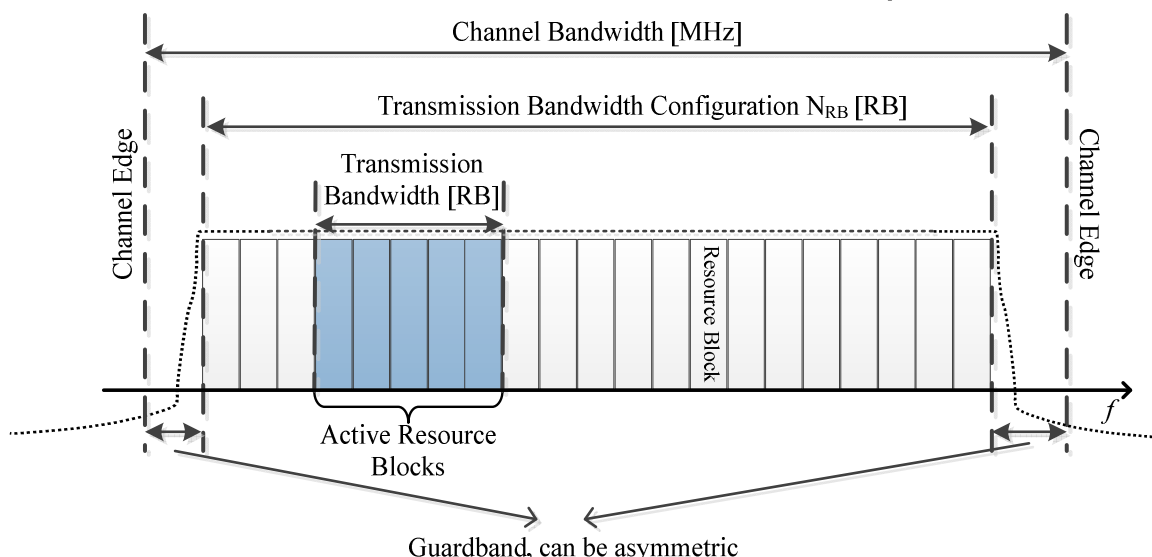 Channel Bandwidth [MHz]
Transmission Bandwidth Configuration N_RB [RB]
Channel Edge
Transmission
Bandwidth [RB]
Channel Edge
Resource Block
f
Active Resource
Blocks
Guardband, can be asymmetric